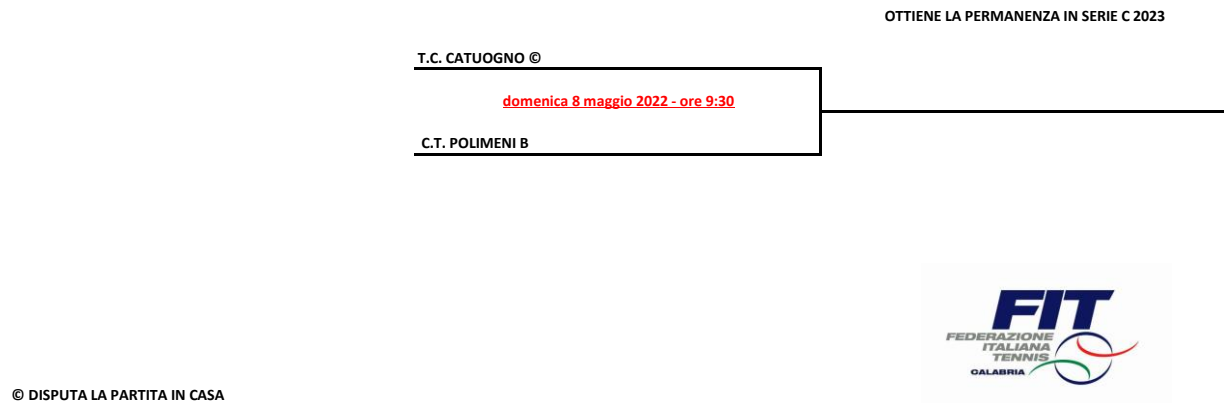 OTTIENE LA PERMANENZA IN SERIE C 2023
T.C. CATUOGNO ©
domenica 8 maggio 2022 - ore 9:30
C.T. POLIMENI B
FIT
FEDERAZIONE
ITALIANA
TENNIS
CALABRIA
© DISPUTA LA PARTITA IN CASA